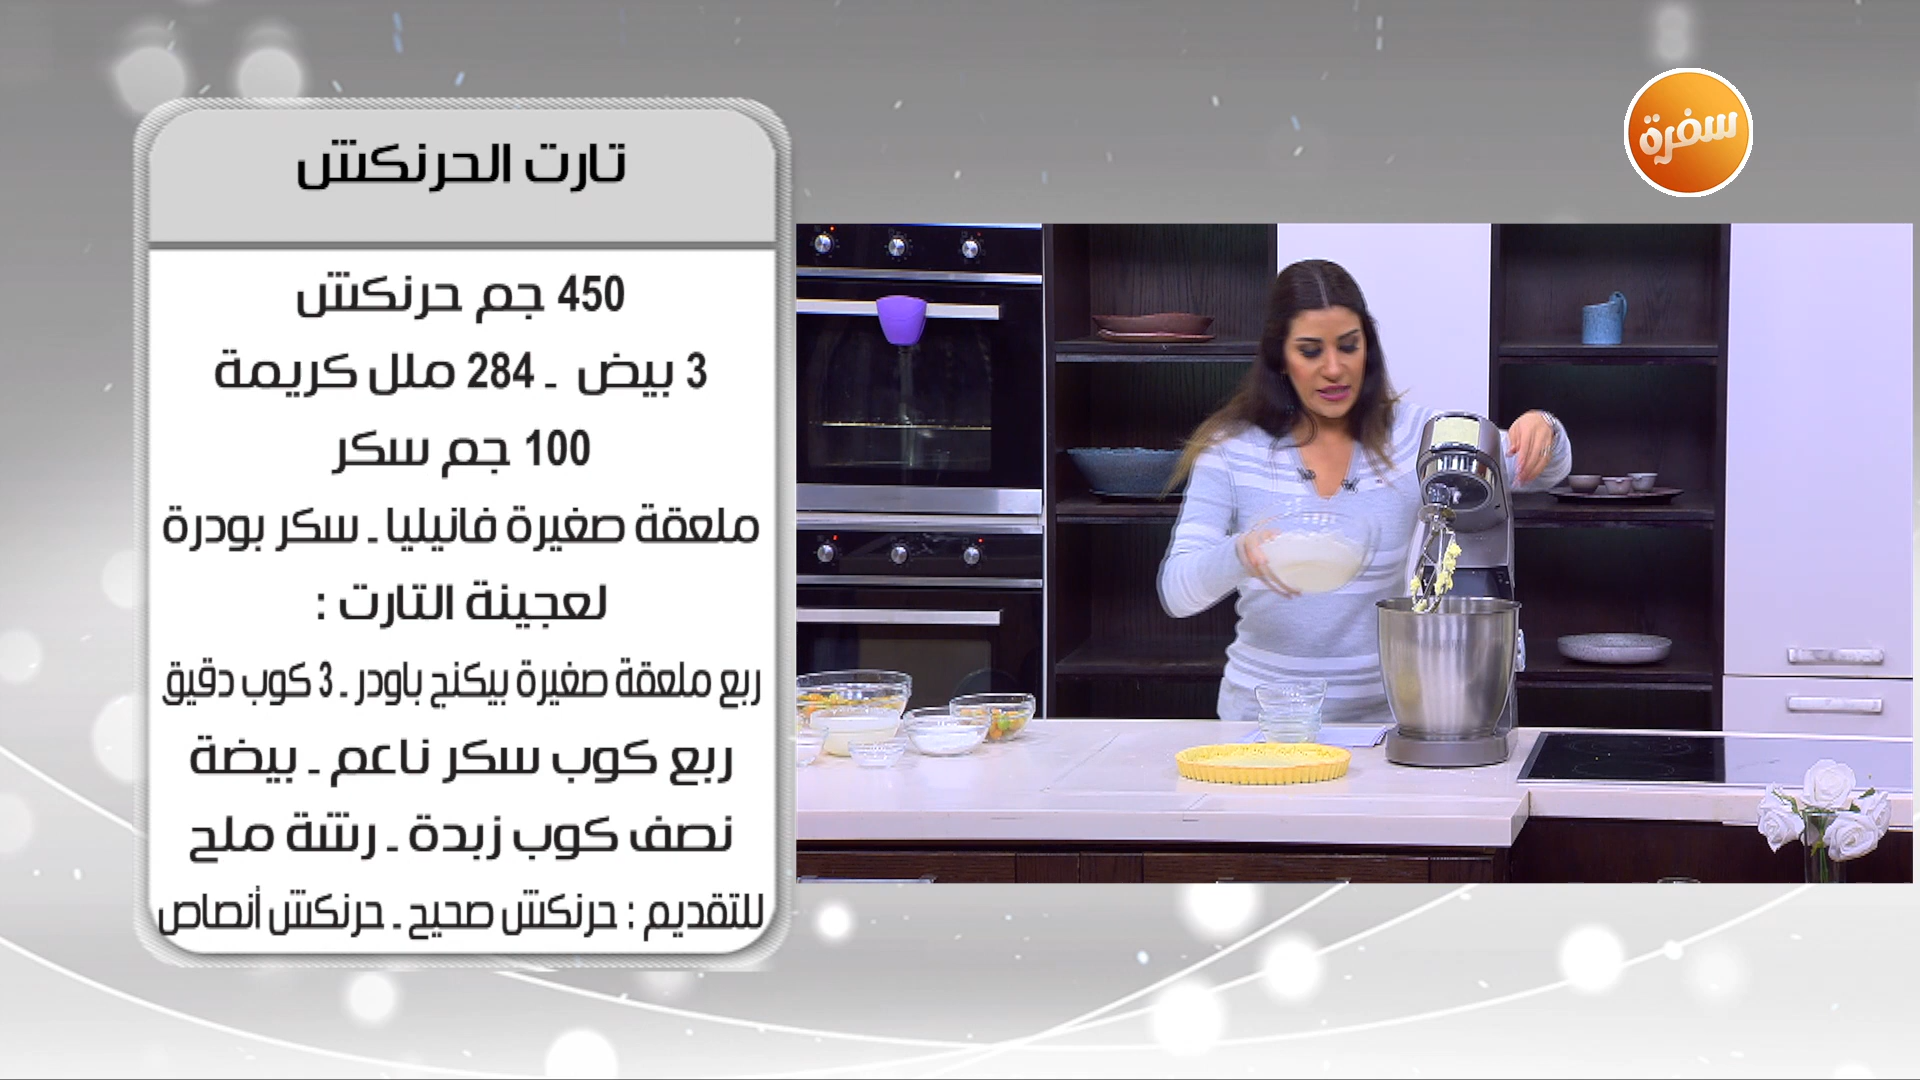 تارت الحرنكش
450 جم حرنكش
3 بيض - 284 ملل كريمة
100 جم سكر
ملعقة صغيرة فانيليا - سكر بودرة
لعجينة التارت :
ربع ملعقة صغيرة بيكنج باودر - 3 كوب دقيق
ربع كوب سكر ناعم - بيضة
نصف كوب زبدة - رشة ملح
للتقديم : حرنكش صحيح - حرنكش أنصاص
سفرة